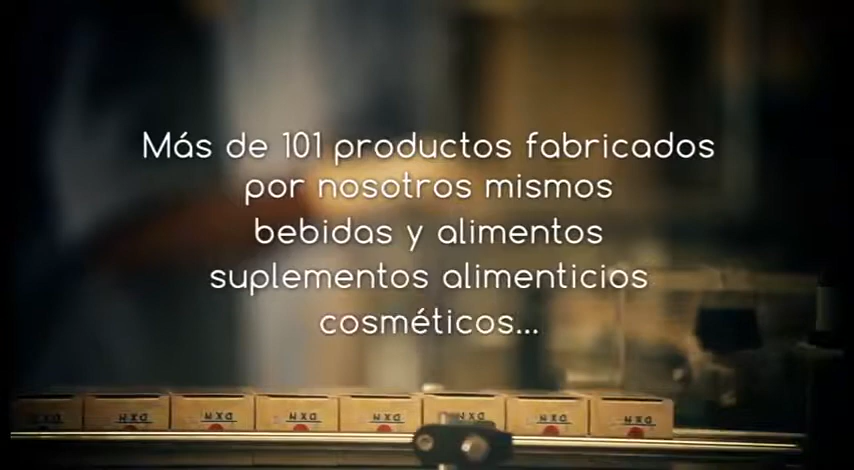 Más de 101 productos fabricados
por nosotros mismos
bebidas y alimentos
suplementos alimenticios
cosméticos...